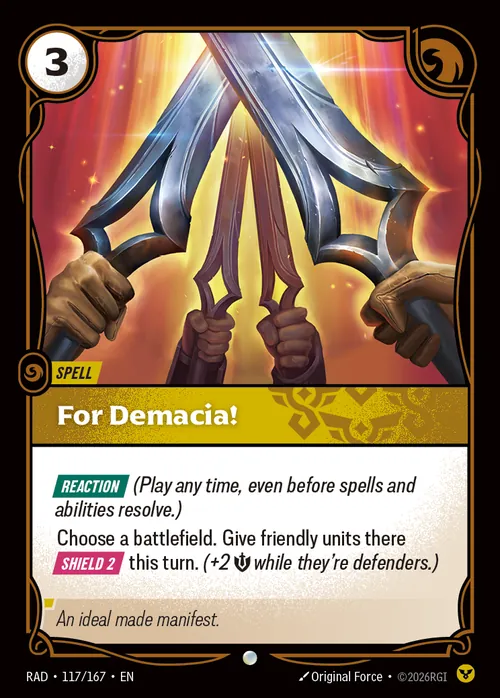 3
SPELL
For Demacia!
REACTION (Play any time, even before spells and
abilities resolve.)
Choose a battlefield. Give friendly units there
SHIELD 2 this turn. (+2 while they're defenders.)
An ideal made manifest.
RAD • 117/167 • EN
Original Force • ©2026RGI